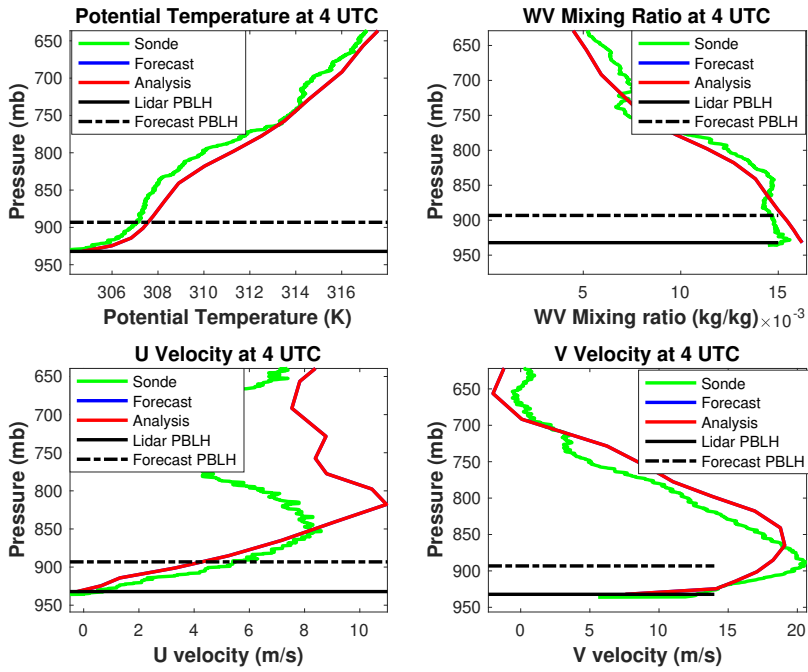 Potential Temperature at 4 UTC
650
700
750
800
850
900
950
Pressure (mb)
Sonde
Forecast
Analysis
Lidar PBLH
Forecast PBLH
306 308 310 312 314 316
Potential Temperature (K)
WV Mixing Ratio at 4 UTC
650
700
750
800
850
900
950
Pressure (mb)
Sonde
Forecast
Analysis
Lidar PBLH
Forecast PBLH
5 10 15
WV Mixing ratio (kg/kg) ×10⁻³
U Velocity at 4 UTC
650
700
750
800
850
900
950
Pressure (mb)
Sonde
Forecast
Analysis
Lidar PBLH
Forecast PBLH
0 2 4 6 8 10
U velocity (m/s)
V Velocity at 4 UTC
650
700
750
800
850
900
950
Pressure (mb)
Sonde
Forecast
Analysis
Lidar PBLH
Forecast PBLH
0 5 10 15 20
V velocity (m/s)